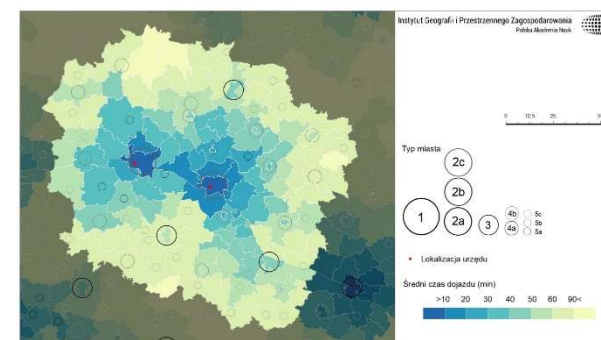 Instytut Geografii i Przestrzennego Zagospodarowania
Polska Akademia Nauk
0 12,5 25
Typ miasta
2c
2b
1 2a 3 4b 4a 5c 5b 5a
Lokalizacja urzędu
Średni czas dojazdu (min)
>10 20 30 40 50 60 90<